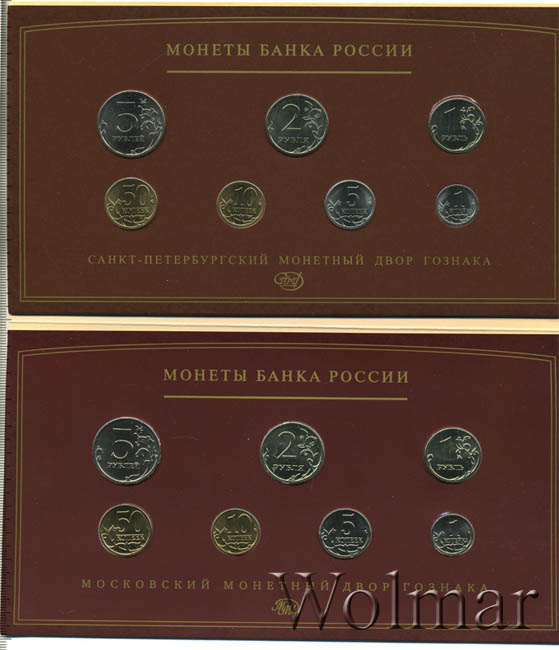 МОНЕТЫ БАНКА РОССИИ
5 РУБЛЕЙ
2 РУБЛЯ
1 РУБЛЬ
50 КОПЕЕК
10 КОПЕЕК
5 КОПЕЕК
1
САНКТ-ПЕТЕРБУРГСКИЙ МОНЕТНЫЙ ДВОР ГОЗНАКА
МОНЕТЫ БАНКА РОССИИ
5 РУБЛЕЙ
2 РУБЛЯ
1 РУБЛЬ
50 КОПЕЕК
10 КОПЕЕК
5 КОПЕЕК
1
МОСКОВСКИЙ МОНЕТНЫЙ ДВОР ГОЗНАКА
Wolmar